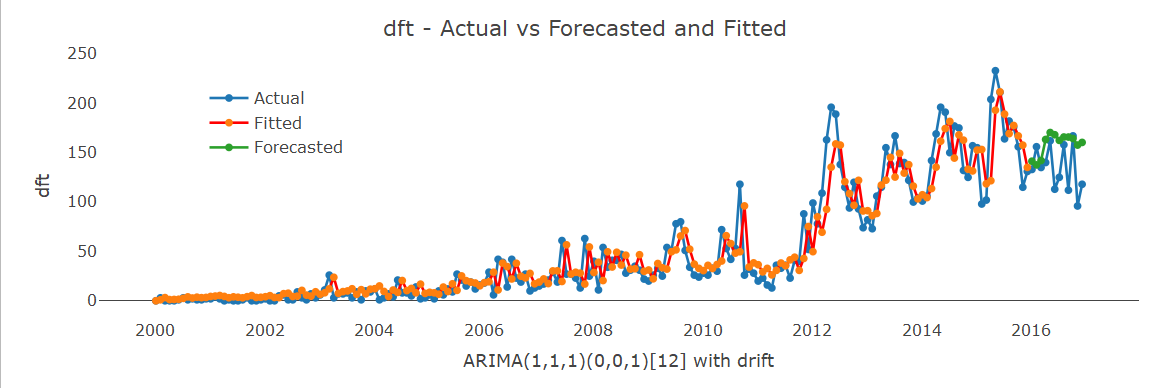 dft - Actual vs Forecasted and Fitted
250
200
150
100
50
0
dft
Actual
Fitted
Forecasted
2000 2002 2004 2006 2008 2010 2012 2014 2016
ARIMA(1,1,1)(0,0,1)[12] with drift